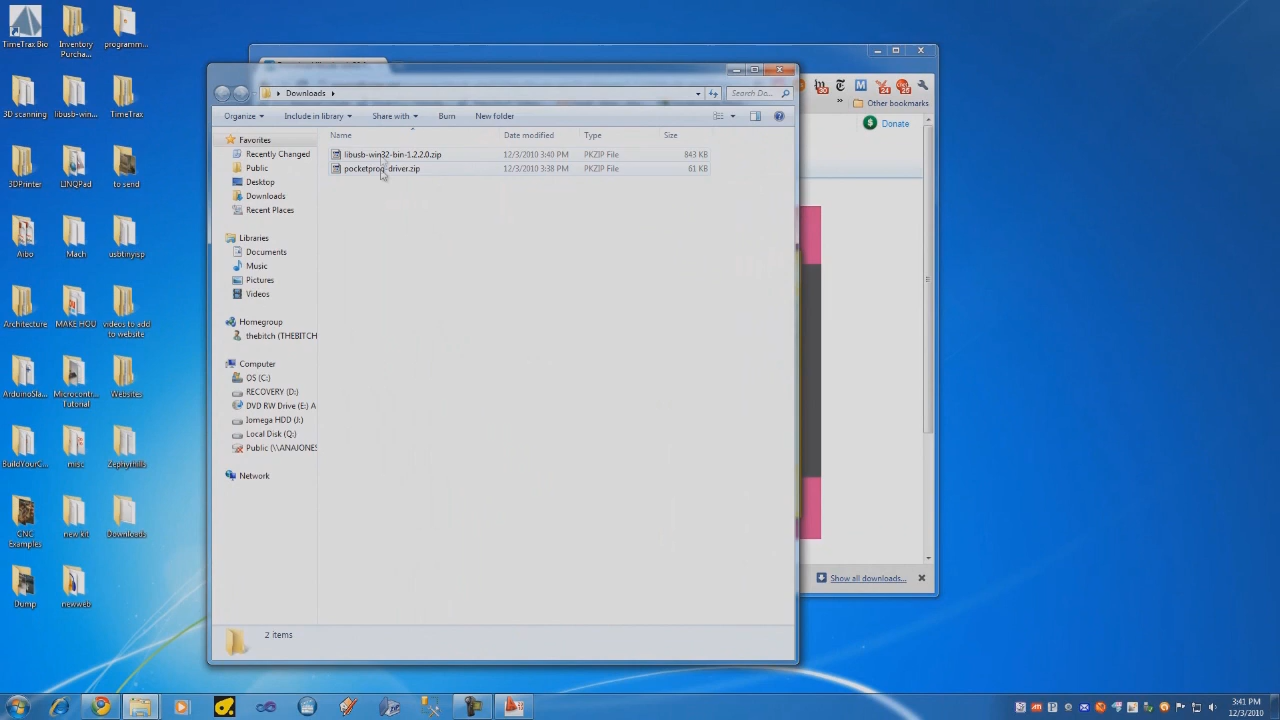 TimeTrax Bio
Inventory Purcha...
programm...
3D scanning
libusb-win...
TimeTrax
3DPrinter
LINQPad
to send
Aibo
Mach
usbtinyisp
Architecture
MAKE HOU
videos to add to website
ArduinoSla...
Microcontr... Tutorial
Websites
BuildYourC...
misc
Zephyrhills
CNC Examples
new kit
Downloads
Dump
newweb
Downloads
Search Do...
Organize
Include in library
Share with
Burn
New folder
Name
Date modified
Type
Size
libusb-win32-bin-1.2.2.0.zip
12/3/2010 3:40 PM
PKZIP File
843 KB
pocketprog-driver.zip
12/3/2010 3:38 PM
PKZIP File
61 KB
Favorites
Recently Changed
Public
Desktop
Downloads
Recent Places
Libraries
Documents
Music
Pictures
Videos
Homegroup
thebitch (THEBITCH
Computer
OS (C:)
RECOVERY (D:)
DVD RW Drive (E:) A
Iomega HDD (J:)
Local Disk (Q:)
Public (\\ANAJONES
Network
2 items
Other bookmarks
Donate
Show all downloads...
3:41 PM
12/3/2010